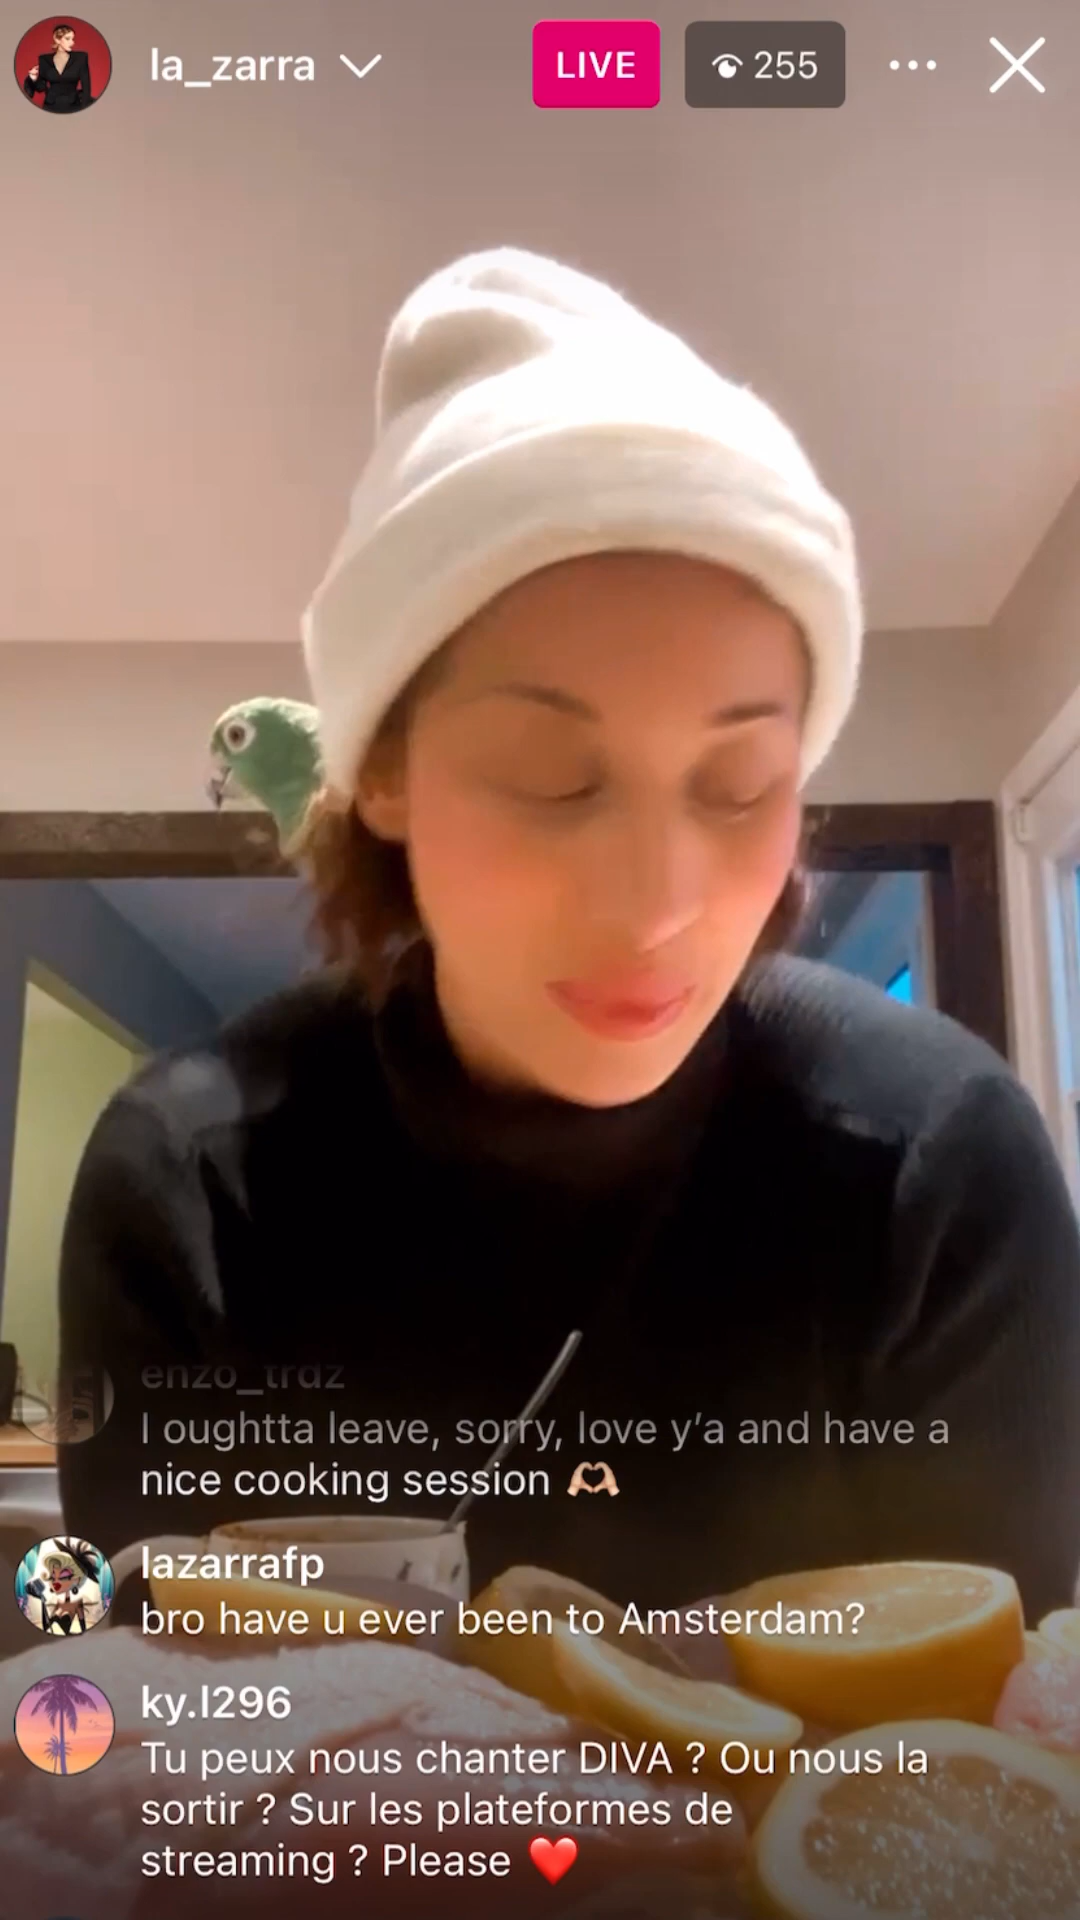 la_zarra
LIVE
255
enzo_trdz
I oughtta leave, sorry, love y’a and have a
nice cooking session 🫶🏼
lazarrafp
bro have u ever been to Amsterdam?
ky.l296
Tu peux nous chanter DIVA ? Ou nous la
sortir ? Sur les plateformes de
streaming ? Please ❤️